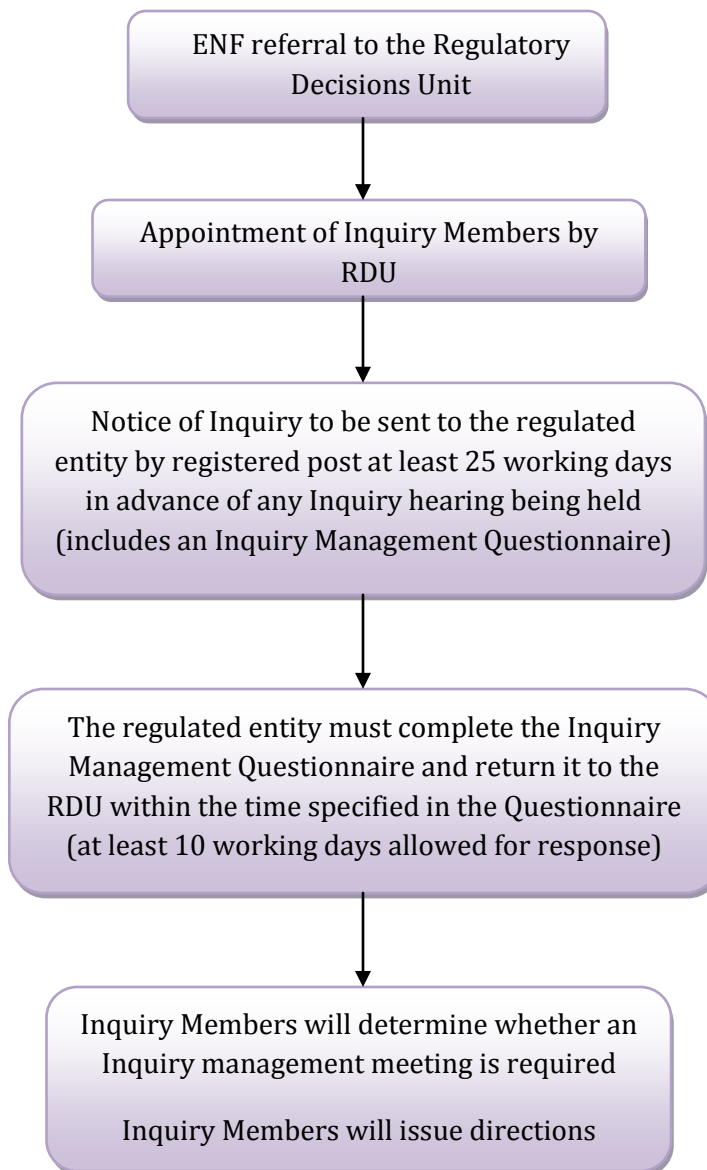 ENF referral to the Regulatory
Decisions Unit
Appointment of Inquiry Members by
RDU
Notice of Inquiry to be sent to the regulated
entity by registered post at least 25 working days
in advance of any Inquiry hearing being held
(includes an Inquiry Management Questionnaire)
The regulated entity must complete the Inquiry
Management Questionnaire and return it to the
RDU within the time specified in the Questionnaire
(at least 10 working days allowed for response)
Inquiry Members will determine whether an
Inquiry management meeting is required
Inquiry Members will issue directions